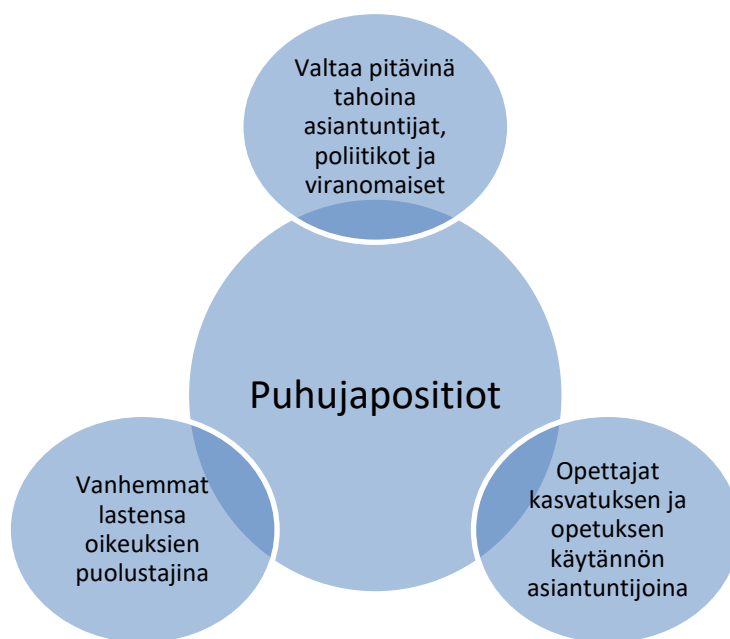 Valtaa pitävinä
tahoina
asiantuntijat,
poliitikot ja
viranomaiset
Puhujapositiot
Vanhemmat
lastensa
oikeuksien
puolustajina
Opettajat
kasvatuksen ja
opetuksen
käytännön
asiantuntijoina